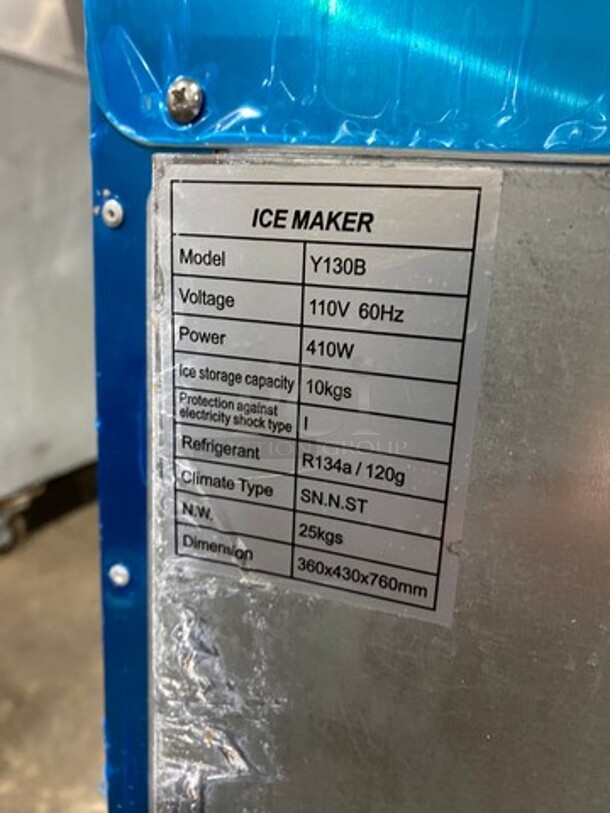 ICE MAKER
Model Y130B
Voltage 110V 60Hz
Power 410W
Ice storage capacity 10kgs
Protection against
electricity shock type I
Refrigerant R134a / 120g
Climate Type SN.N.ST
N.W. 25kgs
Dimension 360x430x760mm